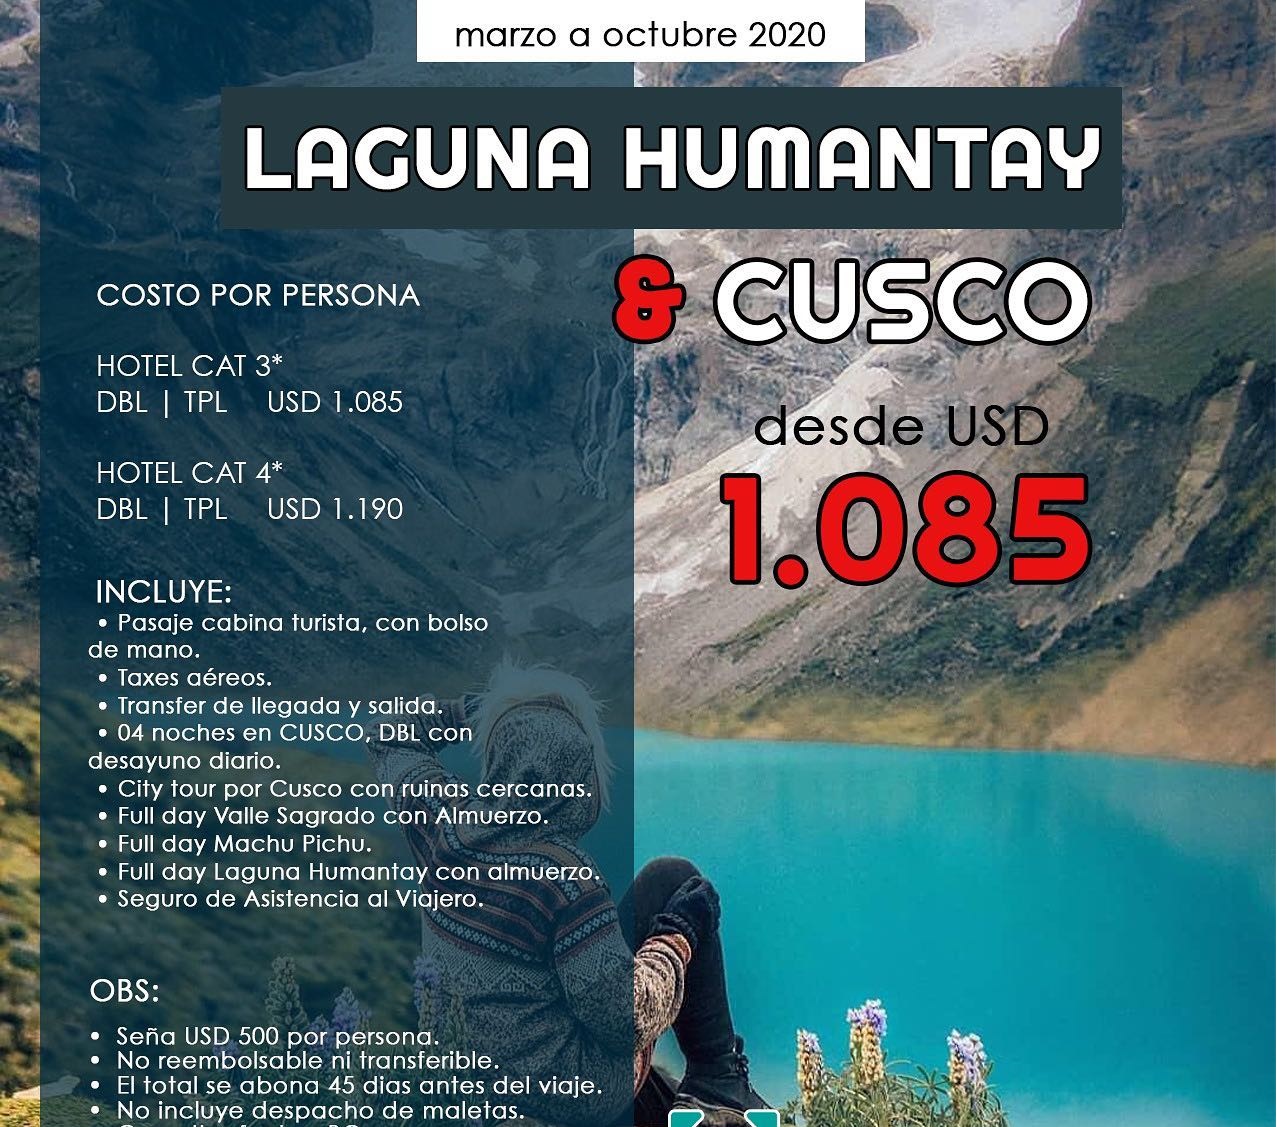 marzo a octubre 2020
LAGUNA HUMANTAY
& CUSCO
desde USD
1.085
COSTO POR PERSONA
HOTEL CAT 3*
DBL | TPL USD 1.085
HOTEL CAT 4*
DBL | TPL USD 1.190
INCLUYE:
• Pasaje cabina turista, con bolso
de mano.
• Taxes aéreos.
• Transfer de llegada y salida.
• 04 noches en CUSCO, DBL con
desayuno diario.
• City tour por Cusco con ruinas cercanas.
• Full day Valle Sagrado con Almuerzo.
• Full day Machu Pichu.
• Full day Laguna Humantay con almuerzo.
• Seguro de Asistencia al Viajero.
OBS:
• Seña USD 500 por persona.
• No reembolsable ni transferible.
• El total se abona 45 dias antes del viaje.
• No incluye despacho de maletas.